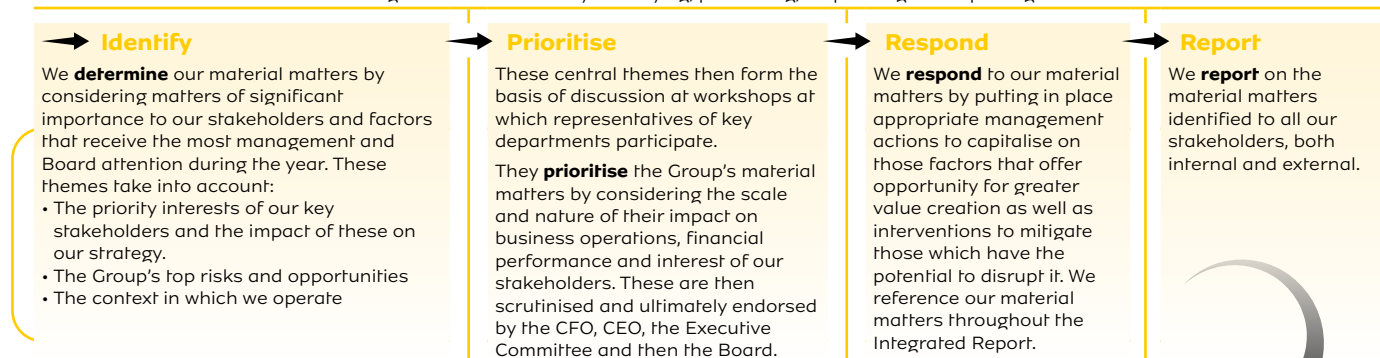 Identify
We determine our material matters by
considering matters of significant
importance to our stakeholders and factors
that receive the most management and
Board attention during the year. These
themes take into account:
• The priority interests of our key
stakeholders and the impact of these on
our strategy.
• The Group's top risks and opportunities
• The context in which we operate
Prioritise
These central themes then form the
basis of discussion at workshops at
which representatives of key
departments participate.
They prioritise the Group's material
matters by considering the scale
and nature of their impact on
business operations, financial
performance and interest of our
stakeholders. These are then
scrutinised and ultimately endorsed
by the CFO, CEO, the Executive
Committee and then the Board.
Respond
We respond to our material
matters by putting in place
appropriate management
actions to capitalise on
those factors that offer
opportunity for greater
value creation as well as
interventions to mitigate
those which have the
potential to disrupt it. We
reference our material
matters throughout the
Integrated Report.
Report
We report on the
material matters
identified to all our
stakeholders, both
internal and external.